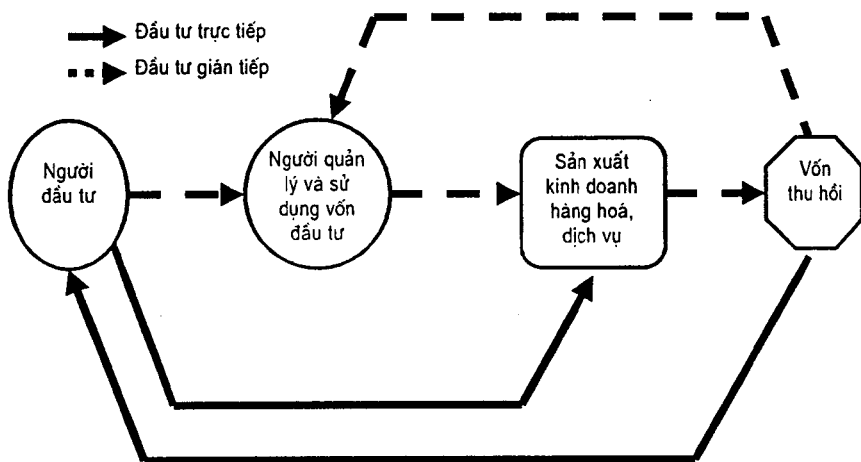 Đầu tư trực tiếp
Đầu tư gián tiếp
Người
đầu tư
Người quản
lý và sử
dụng vốn
đầu tư
Sản xuất
kinh doanh
hàng hoá,
dịch vụ
Vốn
thu hồi